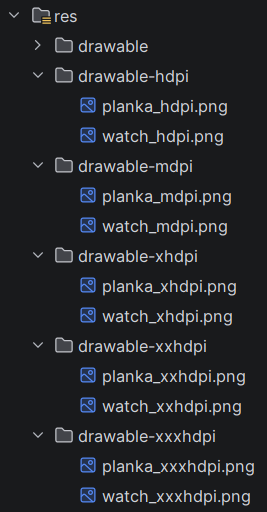 res
drawable
drawable-hdpi
planka_hdpi.png
watch_hdpi.png
drawable-mdpi
planka_mdpi.png
watch_mdpi.png
drawable-xhdpi
planka_xhdpi.png
watch_xhdpi.png
drawable-xxhdpi
planka_xxhdpi.png
watch_xxhdpi.png
drawable-xxxhdpi
planka_xxxhdpi.png
watch_xxxhdpi.png